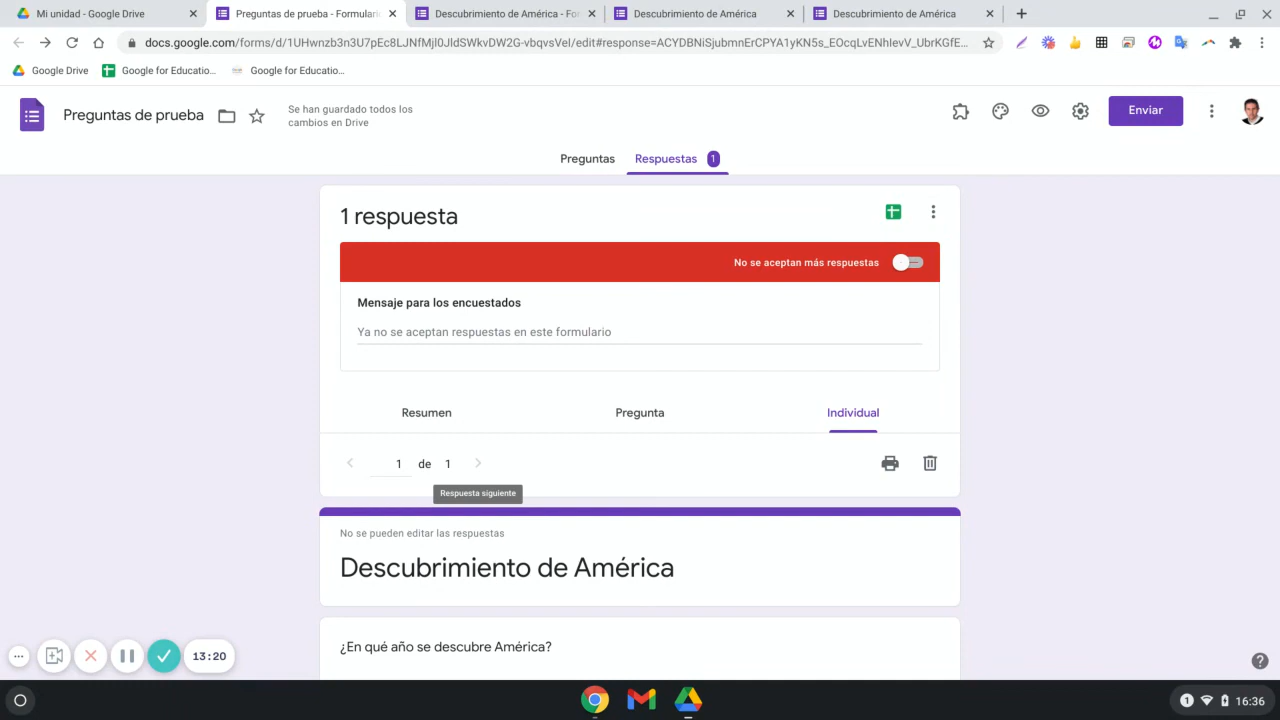 Mi unidad - Google Drive
Preguntas de prueba - Formulari
Descubrimiento de América - For
Descubrimiento de América
Descubrimiento de América
docs.google.com/forms/d/1UHwnzb3n3U7pEc8LJNfMjl0JldSWkvDW2G-vbqvsVeI/edit#response=ACYDBNiSjubmnErCPYA1yKN5s_EOcqLvENhIevV_UbrKGfE...
Google Drive
Google for Educatio...
Google for Educatio...
Preguntas de prueba
Se han guardado todos los
cambios en Drive
Enviar
Preguntas
Respuestas 1
1 respuesta
No se aceptan más respuestas
Mensaje para los encuestados
Ya no se aceptan respuestas en este formulario
Resumen
Pregunta
Individual
1 de 1
Respuesta siguiente
No se pueden editar las respuestas
Descubrimiento de América
¿En qué año se descubre América?
13:20
1
16:36